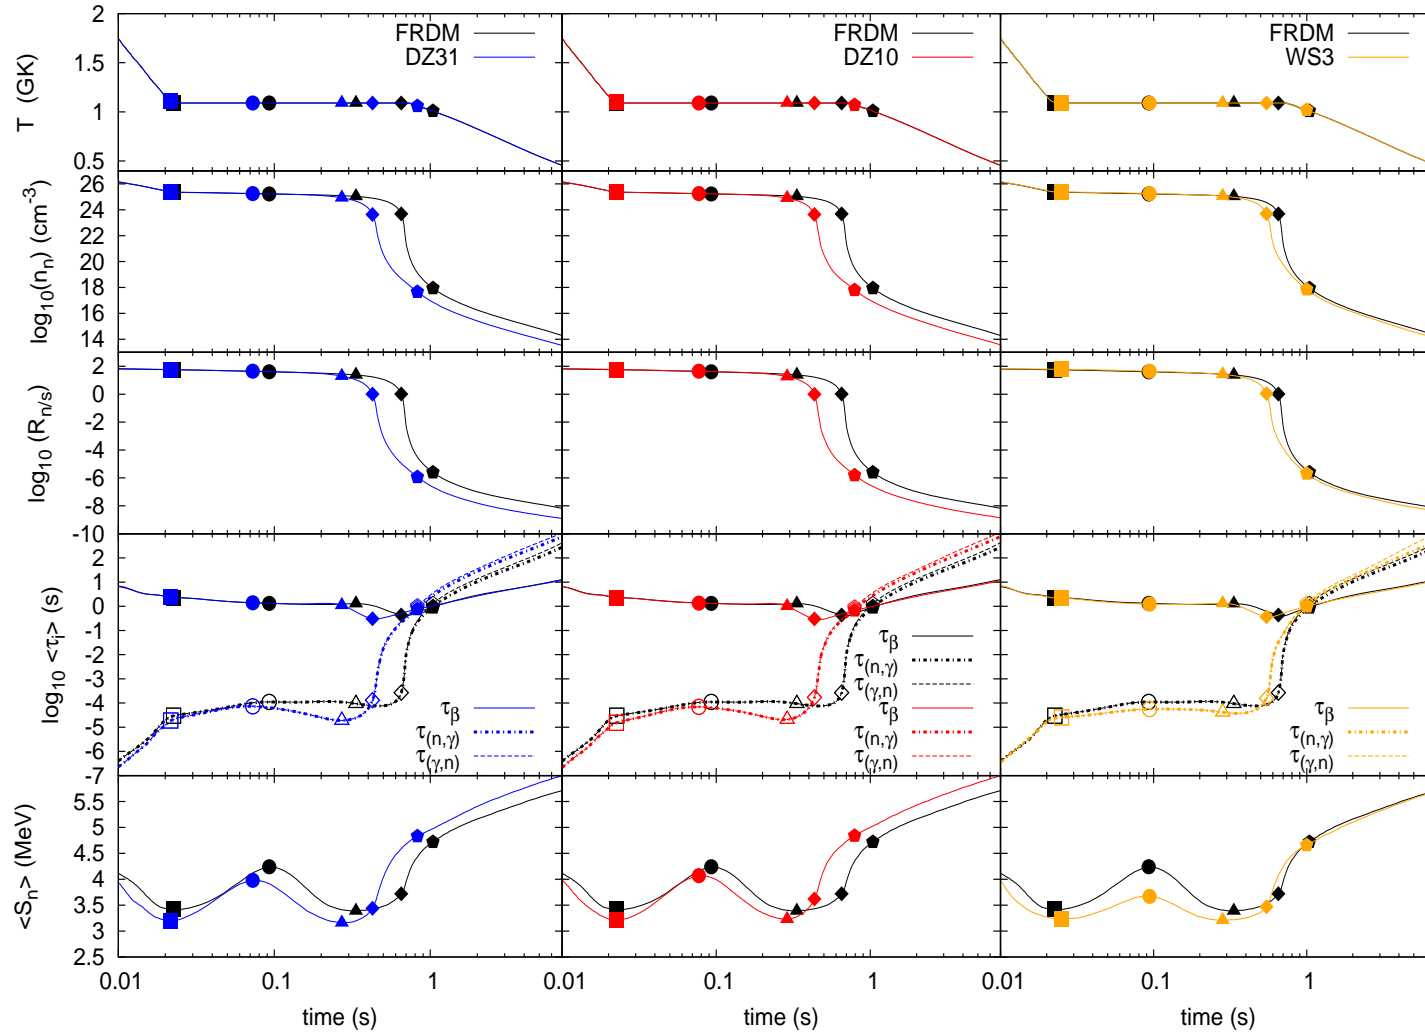 2
1.5
1
0.5
T (GK)
FRDM
DZ31
FRDM
DZ10
FRDM
WS3
26
24
22
20
18
16
14
log₁₀(nₙ) (cm⁻³)
2
0
-2
-4
-6
-8
-10
log₁₀ (Rₙ/ₛ)
2
1
0
-1
-2
-3
-4
-5
-6
-7
log₁₀ <τᵢ> (s)
τβ
τ(n,γ)
τ(γ,n)
τβ
τ(n,γ)
τ(γ,n)
τβ
τ(n,γ)
τ(γ,n)
τβ
τ(n,γ)
τ(γ,n)
5.5
5
4.5
4
3.5
3
2.5
<Sₙ> (MeV)
0.01 0.1 1 0.01 0.1 1 0.01 0.1 1
time (s) time (s) time (s)